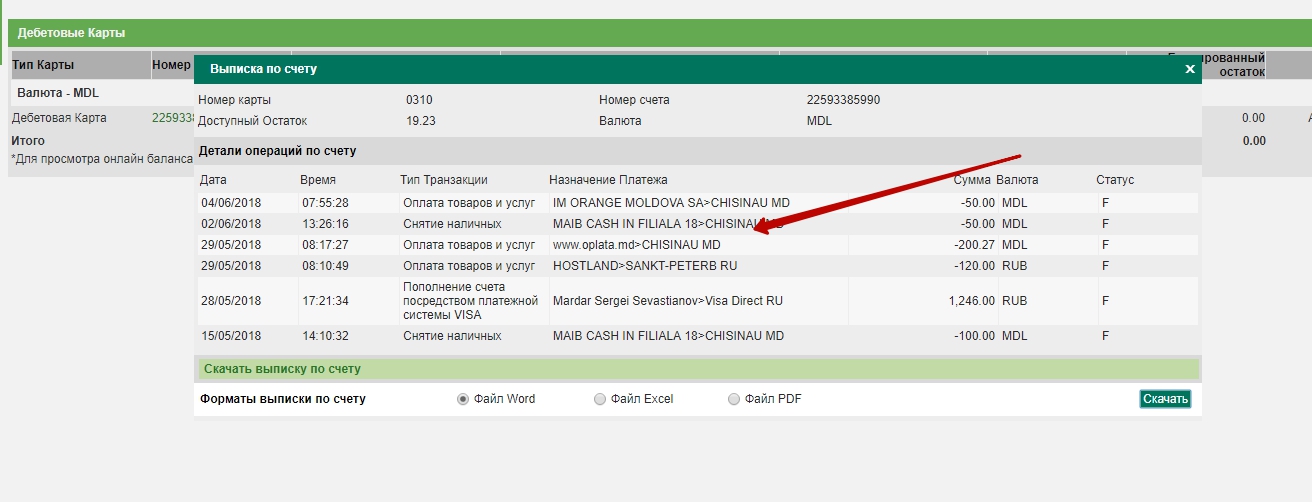 Дебетовые Карты
Тип Карты Номер рованный остаток
Выписка по счету x
Валюта - MDL
Номер карты 0310 Номер счета 22593385990
Дебетовая Карта 225933 0.00
Доступный Остаток 19.23 Валюта MDL
Итого 0.00
*Для просмотра онлайн баланса
Детали операций по счету
Дата Время Тип Транзакции Назначение Платежа Сумма Валюта Статус
04/06/2018 07:55:28 Оплата товаров и услуг IM ORANGE MOLDOVA SA>CHISINAU MD -50.00 MDL F
02/06/2018 13:26:16 Снятие наличных MAIB CASH IN FILIALA 18>CHISINAU MD -50.00 MDL F
29/05/2018 08:17:27 Оплата товаров и услуг www.oplata.md>CHISINAU MD -200.27 MDL F
29/05/2018 08:10:49 Оплата товаров и услуг HOSTLAND>SANKT-PETERB RU -120.00 RUB F
28/05/2018 17:21:34 Пополнение счета посредством платежной системы VISA Mardar Sergei Sevastianov>Visa Direct RU 1,246.00 RUB F
15/05/2018 14:10:32 Снятие наличных MAIB CASH IN FILIALA 18>CHISINAU MD -100.00 MDL F
Скачать выписку по счету
Форматы выписки по счету Файл Word Файл Excel Файл PDF Скачать